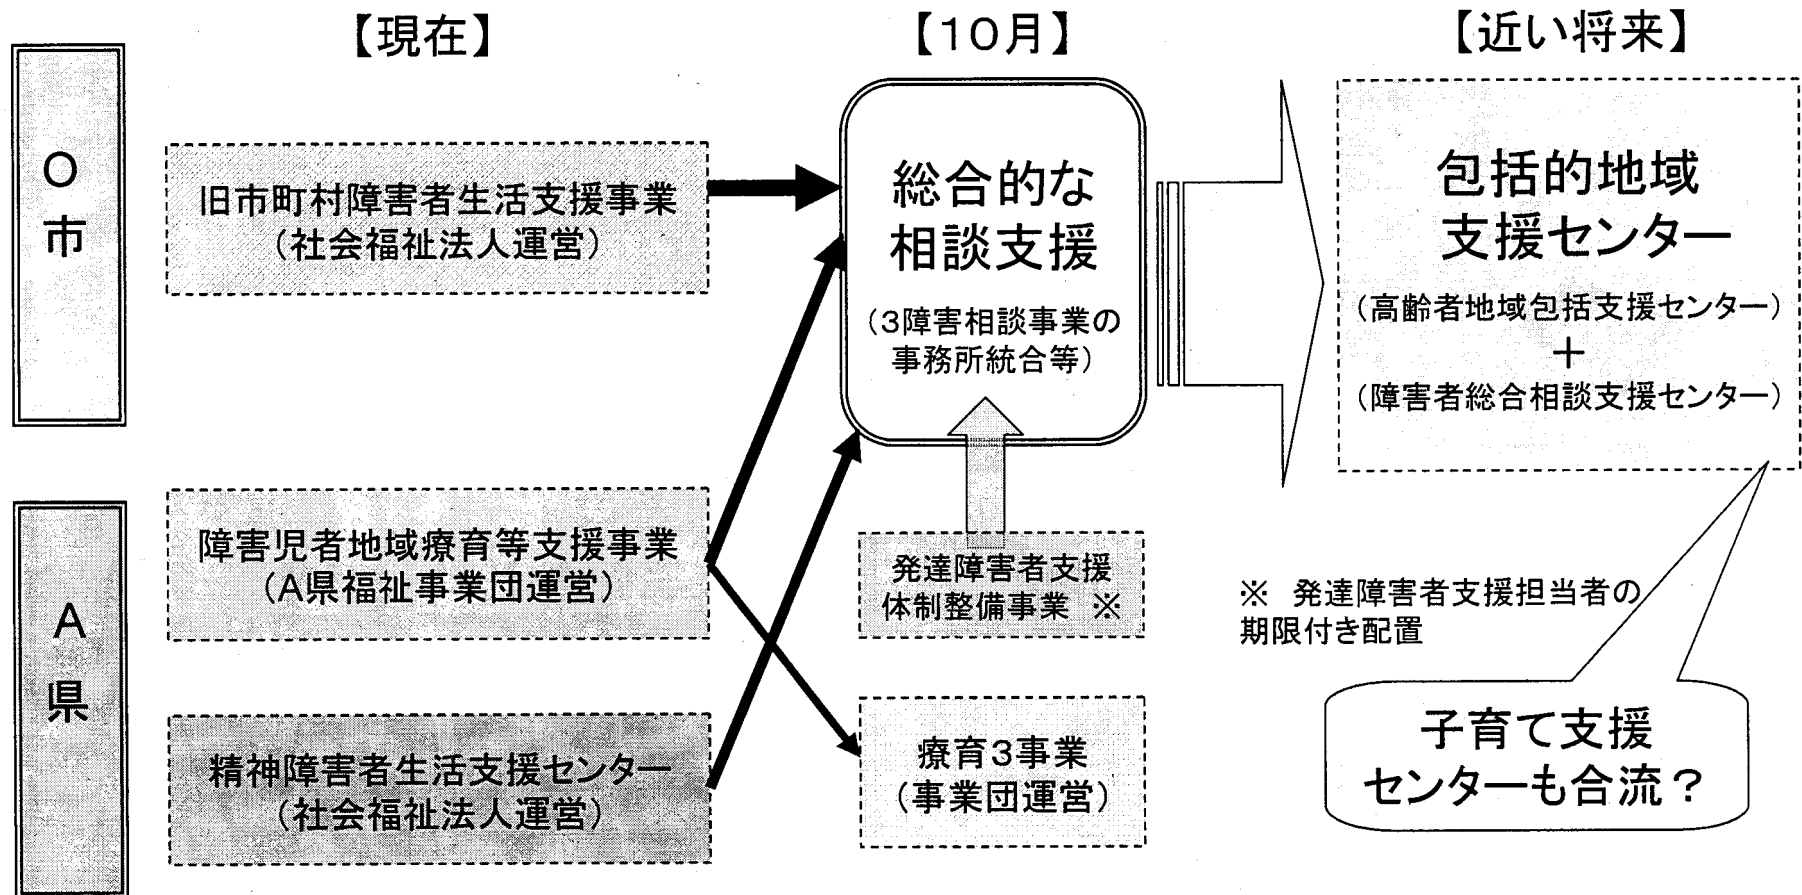 【現在】
【10月】
【近い将来】
O
市
旧市町村障害者生活支援事業
(社会福祉法人運営)
総合的な
相談支援
(3障害相談事業の
事務所統合等)
包括的地域
支援センター
(高齢者地域包括支援センター)
+
(障害者総合相談支援センター)
A
県
障害児者地域療育等支援事業
(A県福祉事業団運営)
発達障害者支援
体制整備事業 ※
※ 発達障害者支援担当者の
期限付き配置
精神障害者生活支援センター
(社会福祉法人運営)
療育3事業
(事業団運営)
子育て支援
センターも合流?